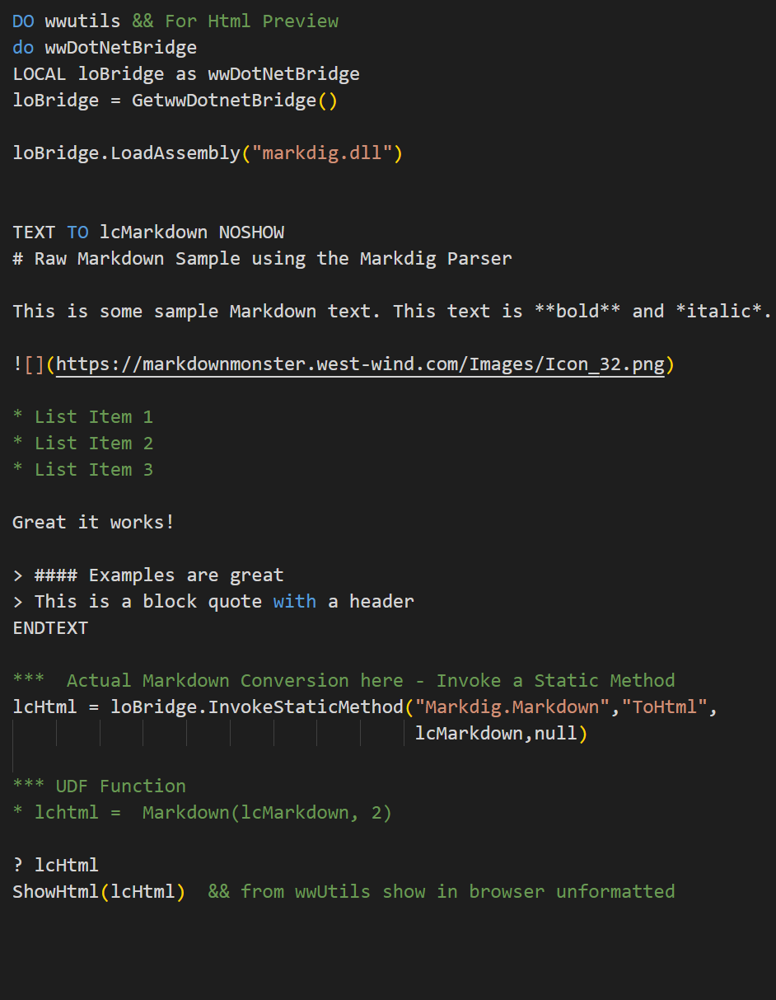 DO wwutils && For Html Preview
do wwDotNetBridge
LOCAL loBridge as wwDotNetBridge
loBridge = GetwwDotnetBridge()
loBridge.LoadAssembly("markdig.dll")
TEXT TO lcMarkdown NOSHOW
# Raw Markdown Sample using the Markdig Parser
This is some sample Markdown text. This text is **bold** and *italic*.
![](https://markdownmonster.west-wind.com/Images/Icon_32.png)
* List Item 1
* List Item 2
* List Item 3
Great it works!
> #### Examples are great
> This is a block quote with a header
ENDTEXT
***  Actual Markdown Conversion here - Invoke a Static Method
lcHtml = loBridge.InvokeStaticMethod("Markdig.Markdown","ToHtml",
lcMarkdown,null)
*** UDF Function
* lchtml =  Markdown(lcMarkdown, 2)
? lcHtml
ShowHtml(lcHtml)  && from wwUtils show in browser unformatted